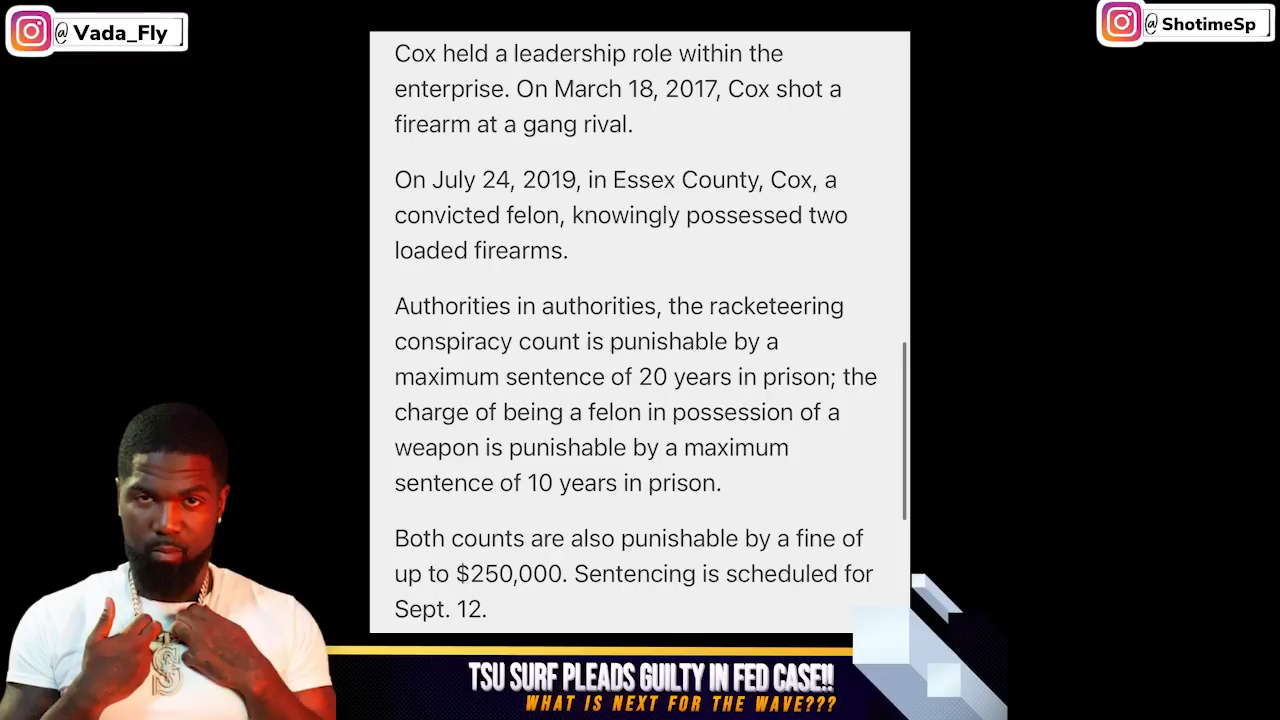 @ Vada_Fly
@ ShotimeSp
Cox held a leadership role within the
enterprise. On March 18, 2017, Cox shot a
firearm at a gang rival.
On July 24, 2019, in Essex County, Cox, a
convicted felon, knowingly possessed two
loaded firearms.
Authorities in authorities, the racketeering
conspiracy count is punishable by a
maximum sentence of 20 years in prison; the
charge of being a felon in possession of a
weapon is punishable by a maximum
sentence of 10 years in prison.
Both counts are also punishable by a fine of
up to $250,000. Sentencing is scheduled for
Sept. 12.
TSU SURF PLEADS GUILTY IN FED CASE!!
WHAT IS NEXT FOR THE WAVE???